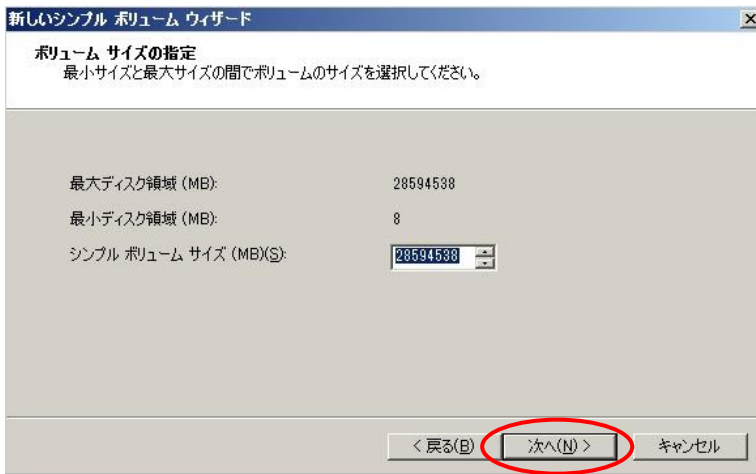 新しいシンプル ボリューム ウィザード
ボリューム サイズの指定
最小サイズと最大サイズの間でボリュームのサイズを選択してください。
最大ディスク領域 (MB): 28594538
最小ディスク領域 (MB): 8
シンプル ボリューム サイズ (MB)(S): 28594538
< 戻る(B) 次へ(N) > キャンセル